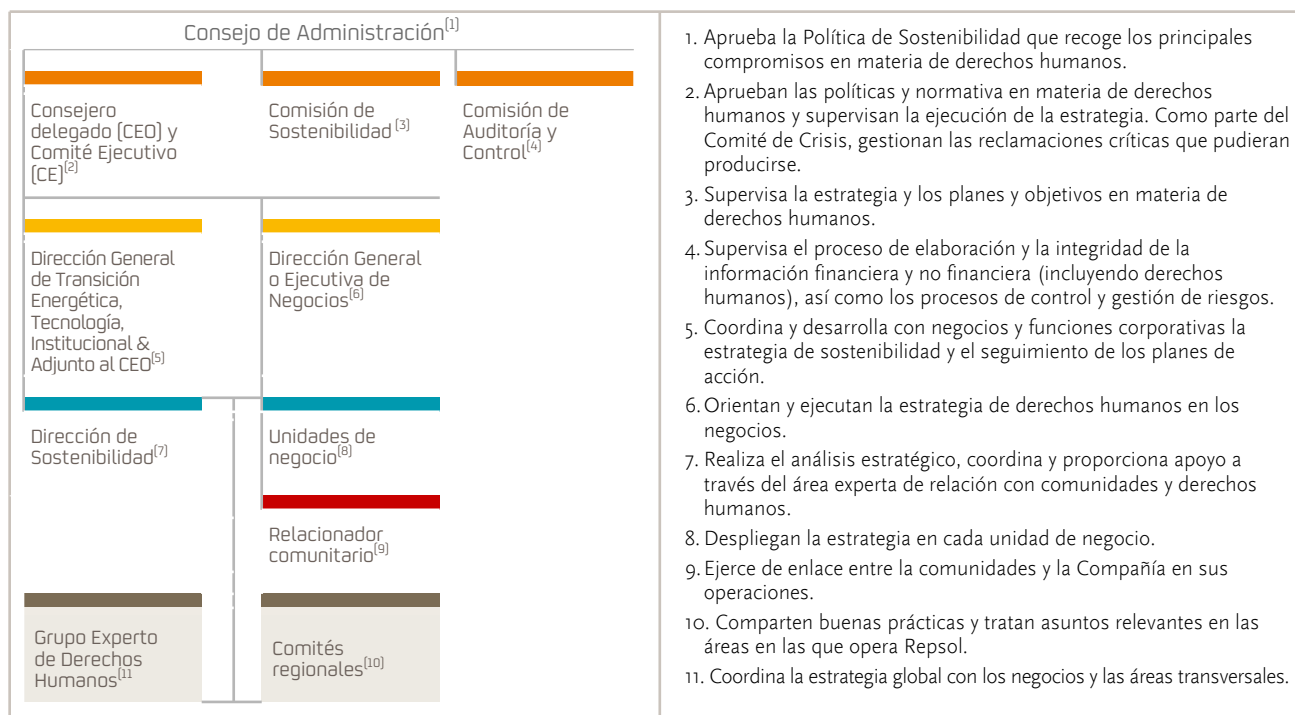 Consejo de Administración(1)
Consejero
delegado (CEO) y
Comité Ejecutivo
(CE)(2)
Comisión de
Sostenibilidad (3)
Comisión de
Auditoría y
Control(4)
Dirección General
de Transición
Energética,
Tecnología,
Institucional &
Adjunto al CEO(5)
Dirección General
o Ejecutiva de
Negocios(6)
Dirección de
Sostenibilidad(7)
Unidades de
negocio(8)
Relacionador
comunitario(9)
Grupo Experto
de Derechos
Humanos(11
Comités
regionales(10)
1. Aprueba la Política de Sostenibilidad que recoge los principales
compromisos en materia de derechos humanos.
2. Aprueban las políticas y normativa en materia de derechos
humanos y supervisan la ejecución de la estrategia. Como parte del
Comité de Crisis, gestionan las reclamaciones críticas que pudieran
producirse.
3. Supervisa la estrategia y los planes y objetivos en materia de
derechos humanos.
4. Supervisa el proceso de elaboración y la integridad de la
información financiera y no financiera (incluyendo derechos
humanos), así como los procesos de control y gestión de riesgos.
5. Coordina y desarrolla con negocios y funciones corporativas la
estrategia de sostenibilidad y el seguimiento de los planes de
acción.
6. Orientan y ejecutan la estrategia de derechos humanos en los
negocios.
7. Realiza el análisis estratégico, coordina y proporciona apoyo a
través del área experta de relación con comunidades y derechos
humanos.
8. Despliegan la estrategia en cada unidad de negocio.
9. Ejerce de enlace entre la comunidades y la Compañía en sus
operaciones.
10. Comparten buenas prácticas y tratan asuntos relevantes en las
áreas en las que opera Repsol.
11. Coordina la estrategia global con los negocios y las áreas transversales.